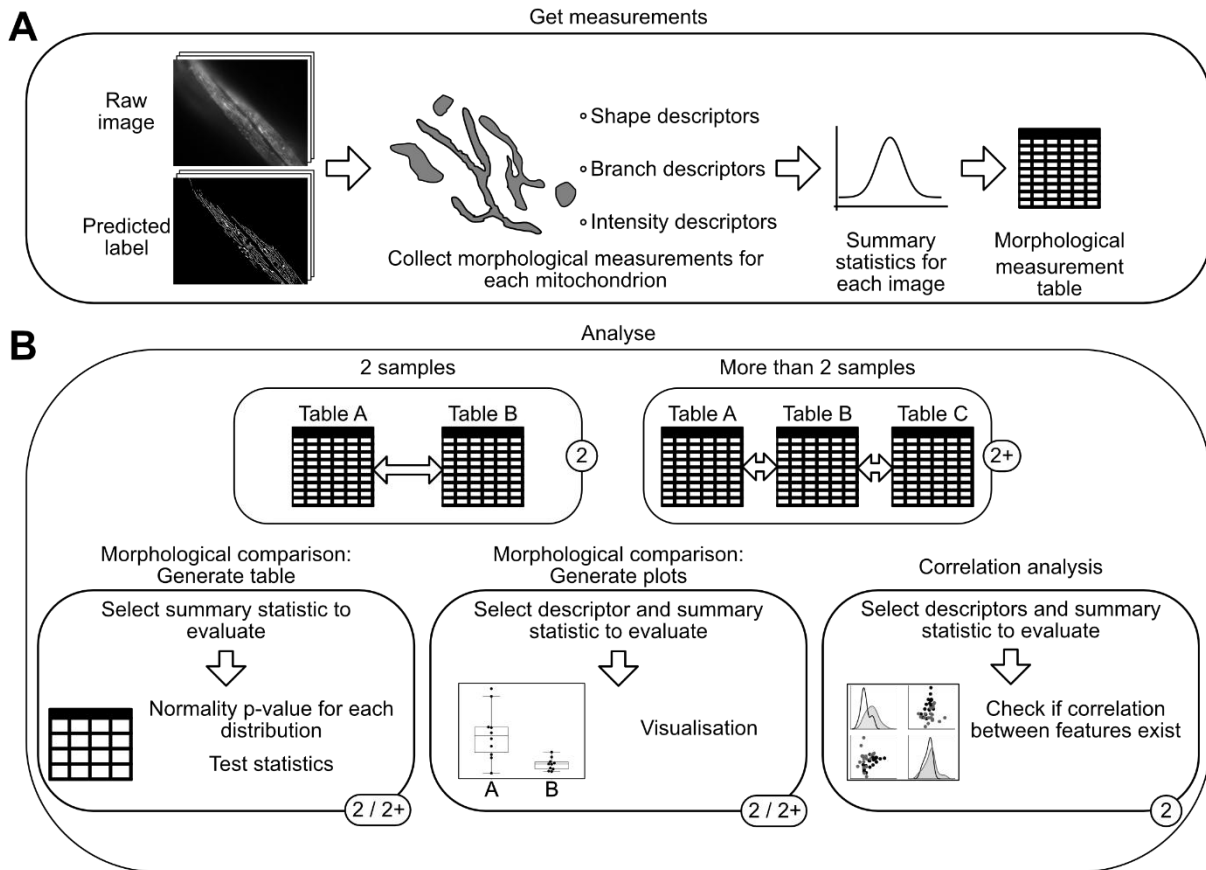 A
Get measurements
Raw
image
Predicted
label
Shape descriptors
Branch descriptors
Intensity descriptors
Collect morphological measurements for
each mitochondrion
Summary
statistics for
each image
Morphological
measurement
table
B
Analyse
2 samples
Table A
Table B
2
More than 2 samples
Table A
Table B
Table C
2+
Morphological comparison:
Generate table
Select summary statistic to
evaluate
Normality p-value for each
distribution
Test statistics
2 / 2+
Morphological comparison:
Generate plots
Select descriptor and summary
statistic to evaluate
A
B
Visualisation
2 / 2+
Correlation analysis
Select descriptors and summary
statistic to evaluate
Check if correlation
between features exist
2